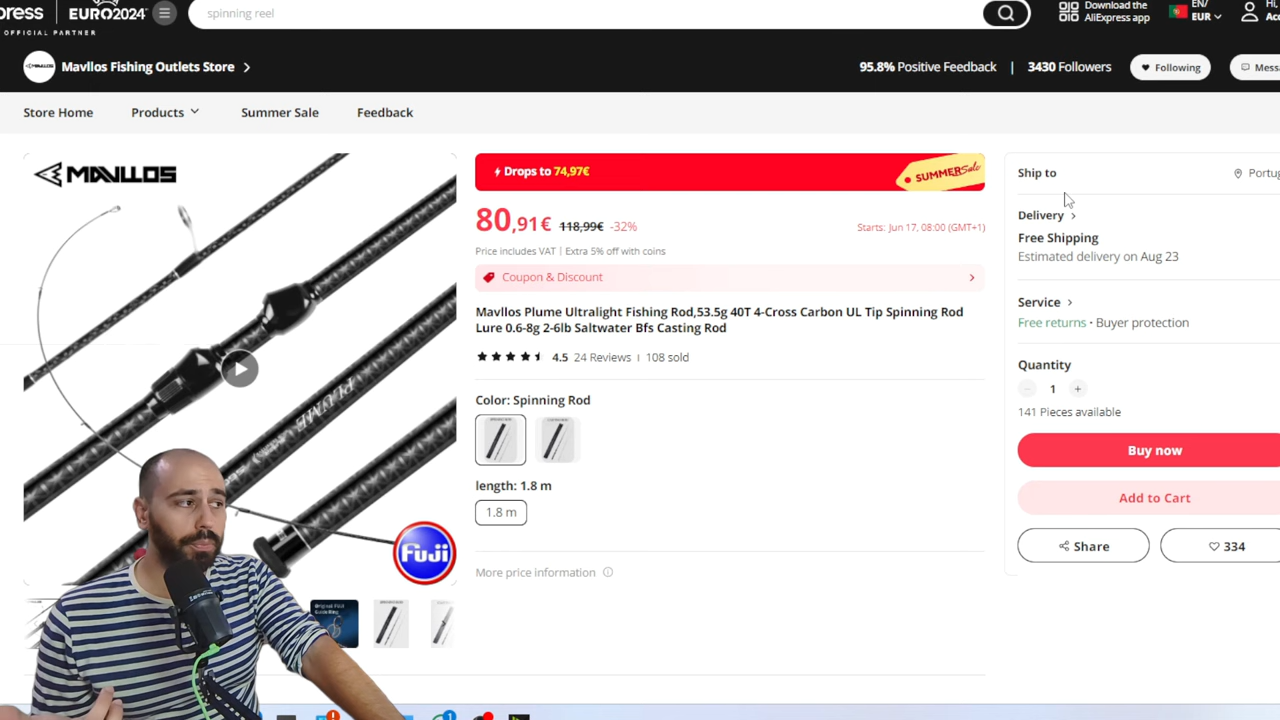 press
EURO2024
OFFICIAL PARTNER
spinning reel
Download the
AliExpress app
EN/
EUR
Hi,
Mavllos Fishing Outlets Store
95.8% Positive Feedback | 3430 Followers
Following
Store Home
Products
Summer Sale
Feedback
MAVLLOS
PLUME
Fuji
Drops to 74,97€
SUMMER Sale
80,91€ 118,99€ -32%
Starts: Jun 17, 08:00 (GMT+1)
Price includes VAT | Extra 5% off with coins
Coupon & Discount
Mavllos Plume Ultralight Fishing Rod,53.5g 40T 4-Cross Carbon UL Tip Spinning Rod
Lure 0.6-8g 2-6lb Saltwater Bfs Casting Rod
4.5 24 Reviews | 108 sold
Color: Spinning Rod
length: 1.8 m
1.8 m
More price information
Ship to
Portug
Delivery
Free Shipping
Estimated delivery on Aug 23
Service
Free returns • Buyer protection
Quantity
- 1 +
141 Pieces available
Buy now
Add to Cart
Share
334